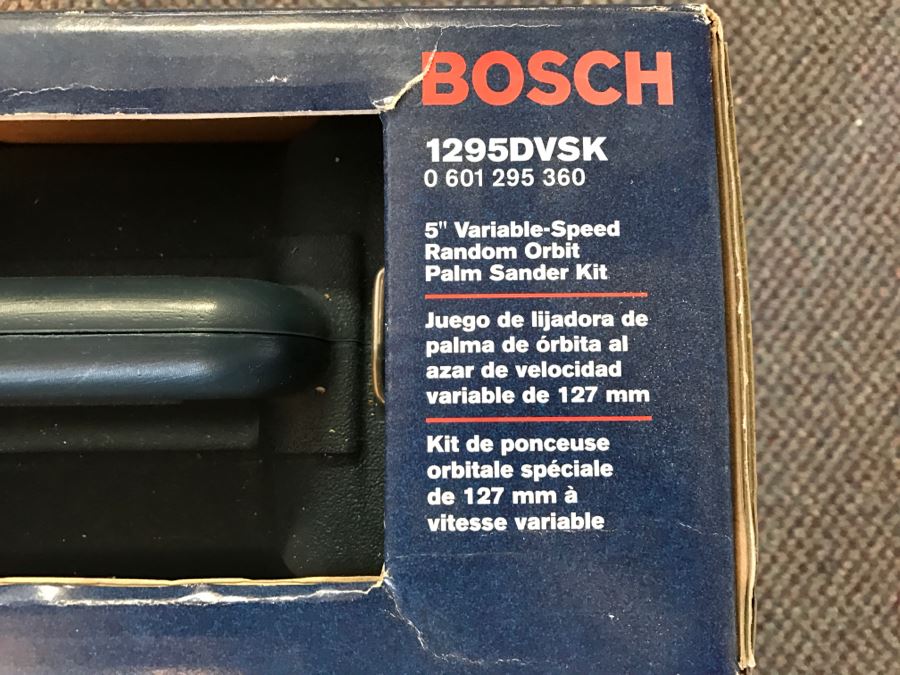 BOSCH
1295DVSK
0 601 295 360
5" Variable-Speed
Random Orbit
Palm Sander Kit
Juego de lijadora de
palma de órbita al
azar de velocidad
variable de 127 mm
Kit de ponceuse
orbitale spéciale
de 127 mm à
vitesse variable